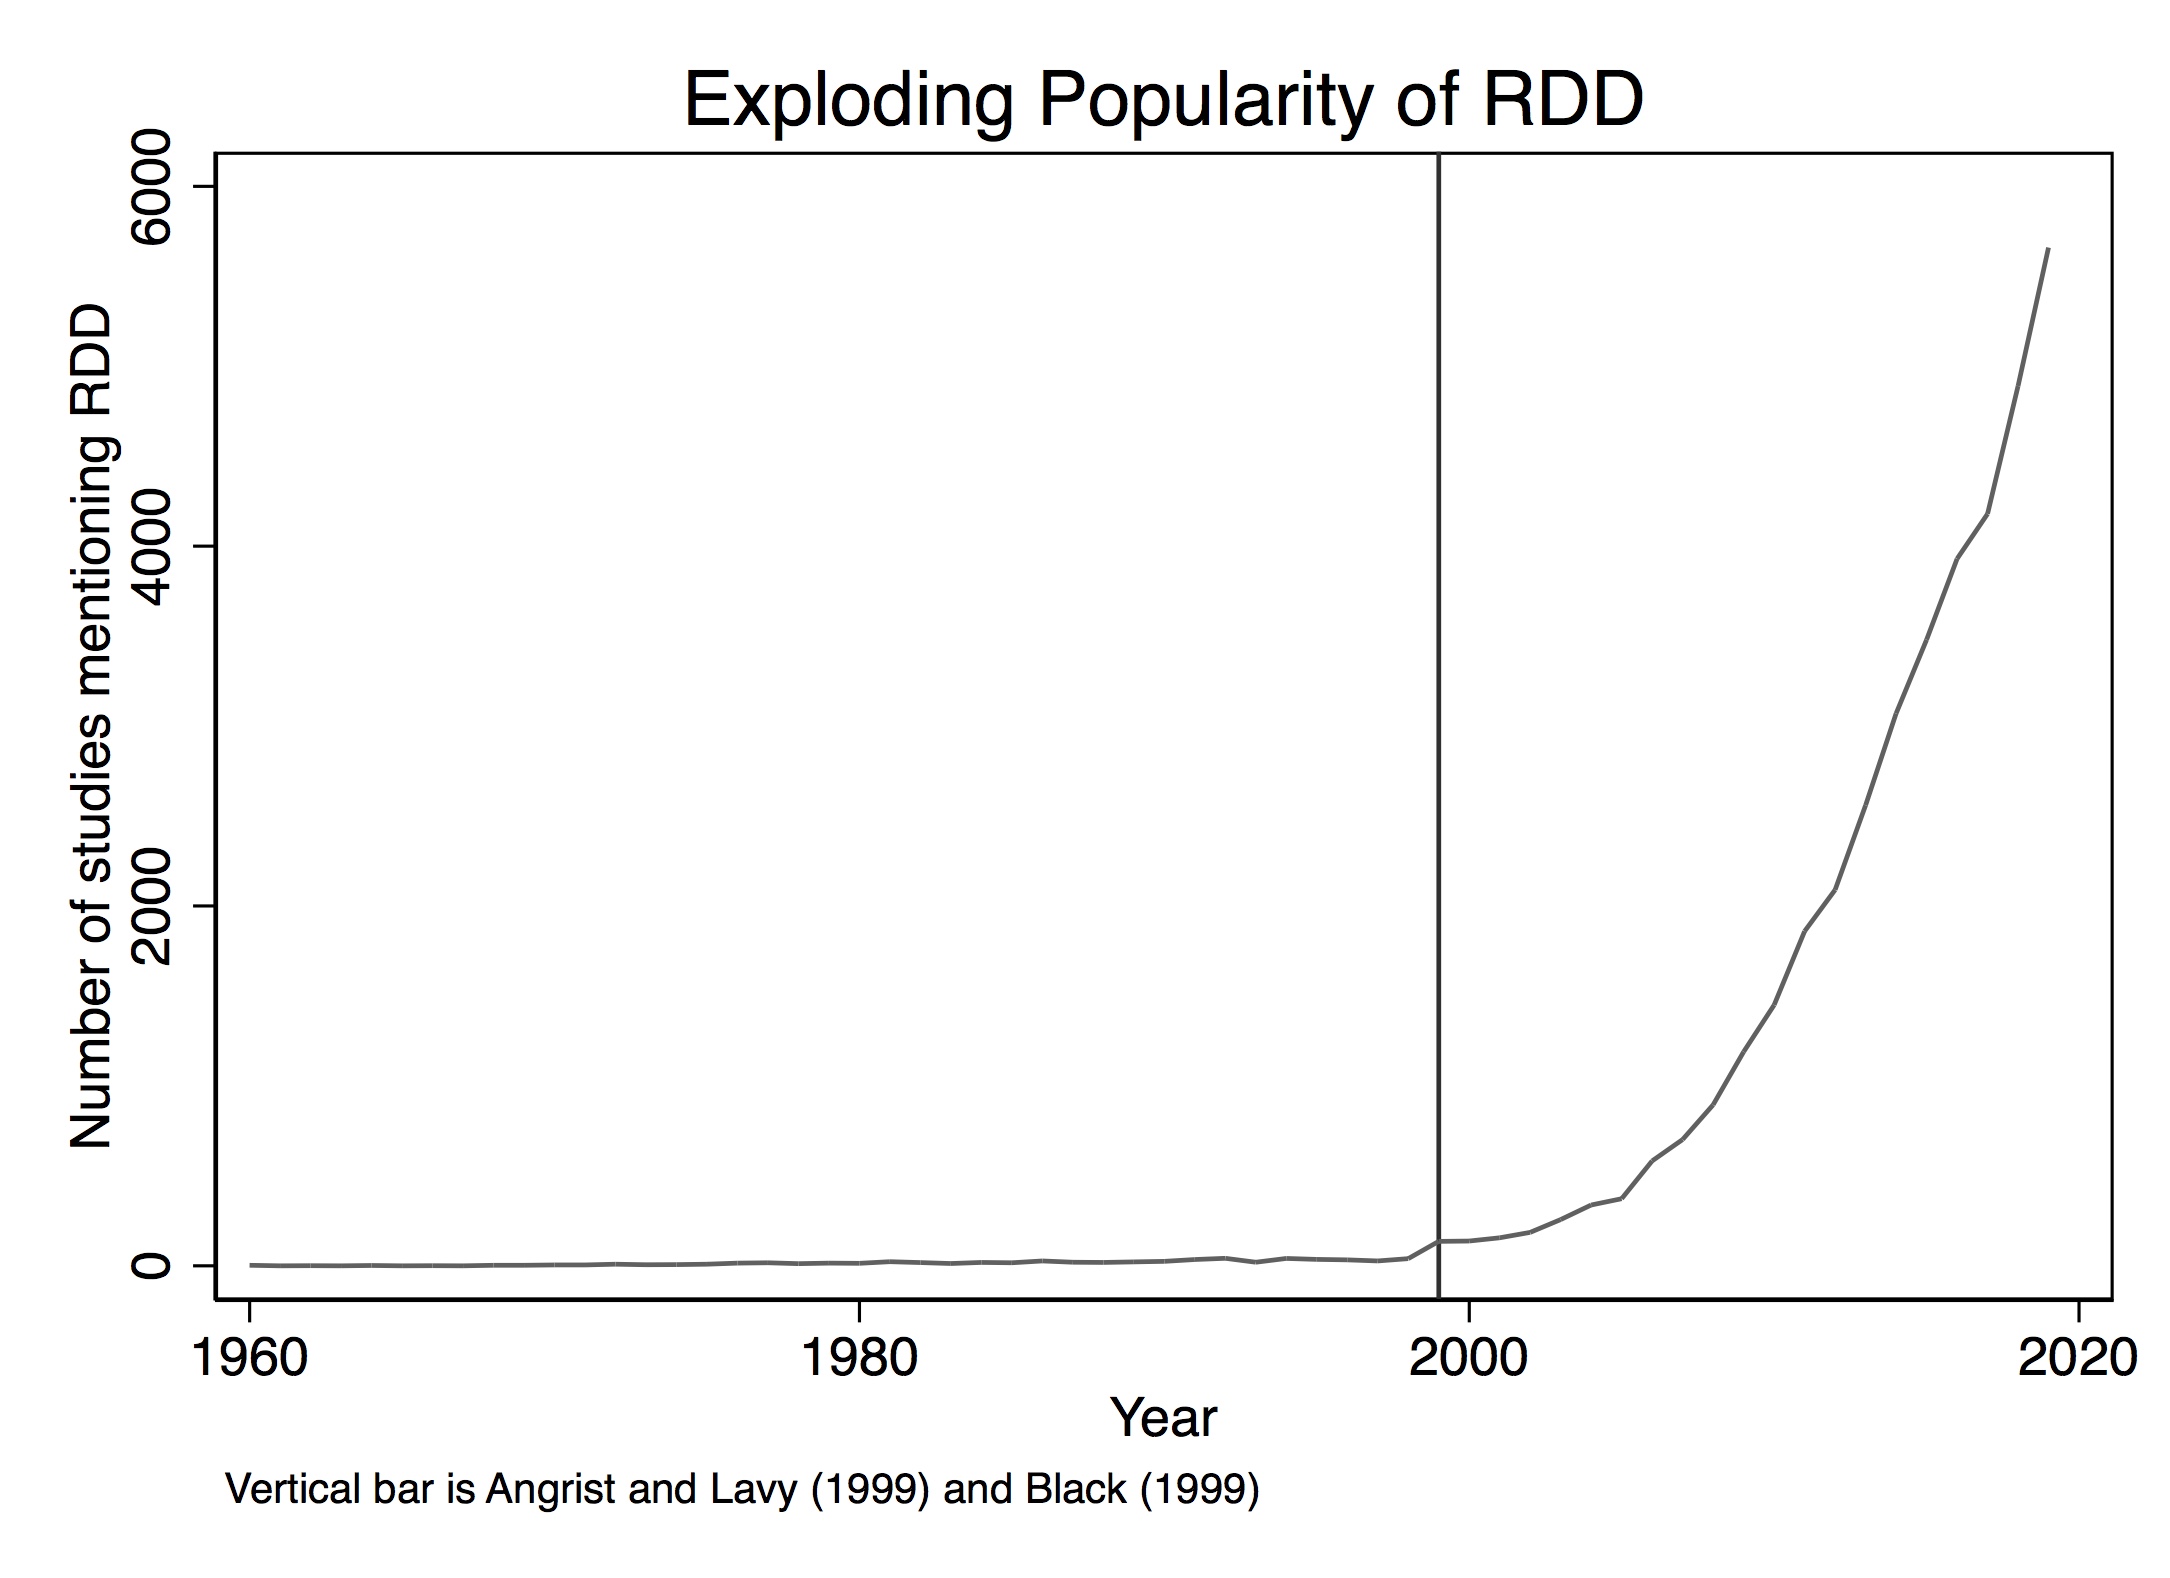 Exploding Popularity of RDD
Number of studies mentioning RDD
6000
4000
2000
0
1960
1980
2000
2020
Year
Vertical bar is Angrist and Lavy (1999) and Black (1999)